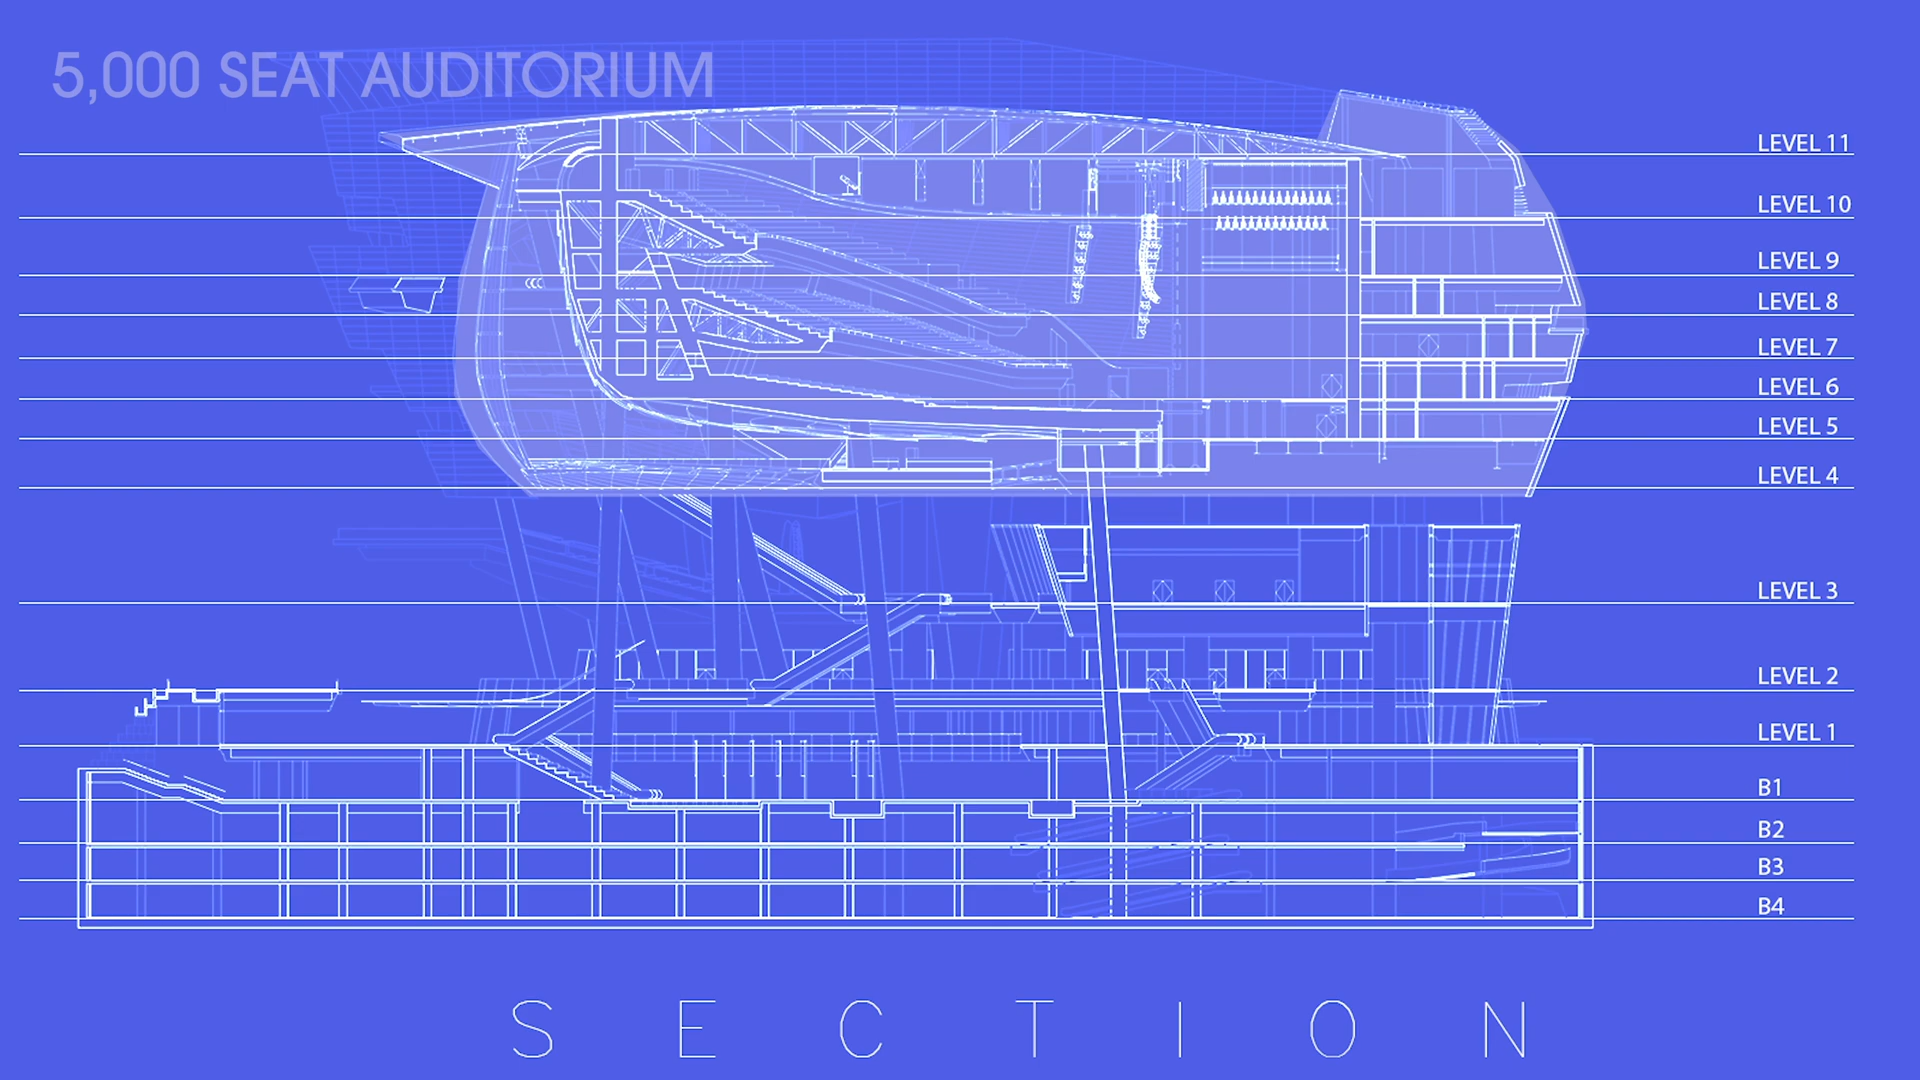 5,000 SEAT AUDITORIUM
LEVEL 11
LEVEL 10
LEVEL 9
LEVEL 8
LEVEL 7
LEVEL 6
LEVEL 5
LEVEL 4
LEVEL 3
LEVEL 2
LEVEL 1
B1
B2
B3
B4
SECTION